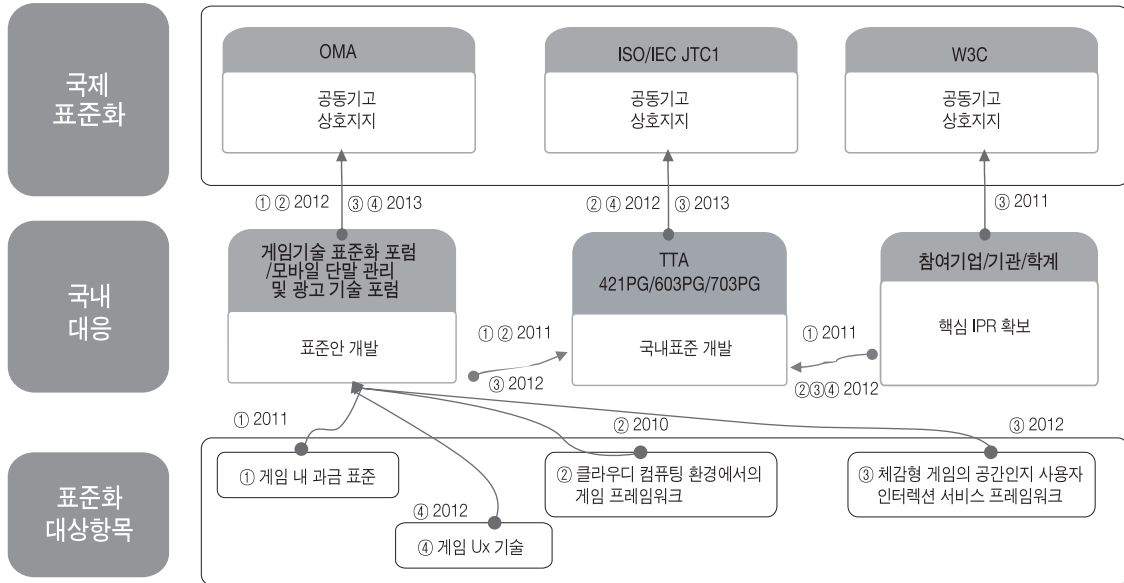 국제
표준화
OMA
공동기고
상호지지
ISO/IEC JTC1
공동기고
상호지지
W3C
공동기고
상호지지
① ② 2012
③ ④ 2013
② ④ 2012
③ 2013
③ 2011
국내
대응
게임기술 표준화 포럼
/모바일 단말 관리
및 광고 기술 포럼
표준안 개발
① ② 2011
③ 2012
TTA
421PG/603PG/703PG
국내표준 개발
① 2011
②③④ 2012
참여기업/기관/학계
핵심 IPR 확보
① 2011
② 2010
③ 2012
표준화
대상항목
① 게임 내 과금 표준
② 클라우디 컴퓨팅 환경에서의
게임 프레임워크
③ 체감형 게임의 공간인지 사용자
인터렉션 서비스 프레임워크
④ 2012
④ 게임 Ux 기술